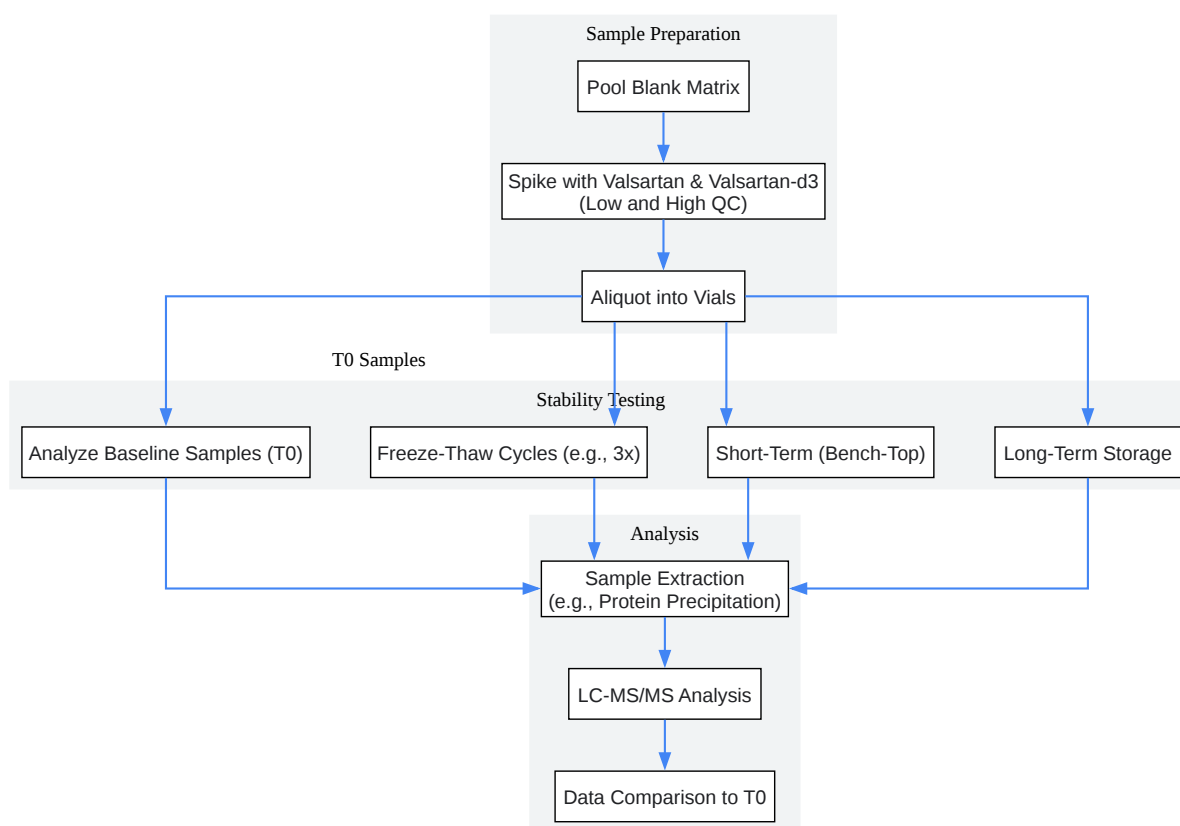 Sample Preparation
Pool Blank Matrix
Spike with Valsartan & Valsartan-d3
(Low and High QC)
Aliquot into Vials
T0 Samples
Stability Testing
Analyze Baseline Samples (T0)
Freeze-Thaw Cycles (e.g., 3x)
Short-Term (Bench-Top)
Long-Term Storage
Analysis
Sample Extraction
(e.g., Protein Precipitation)
LC-MS/MS Analysis
Data Comparison to T0